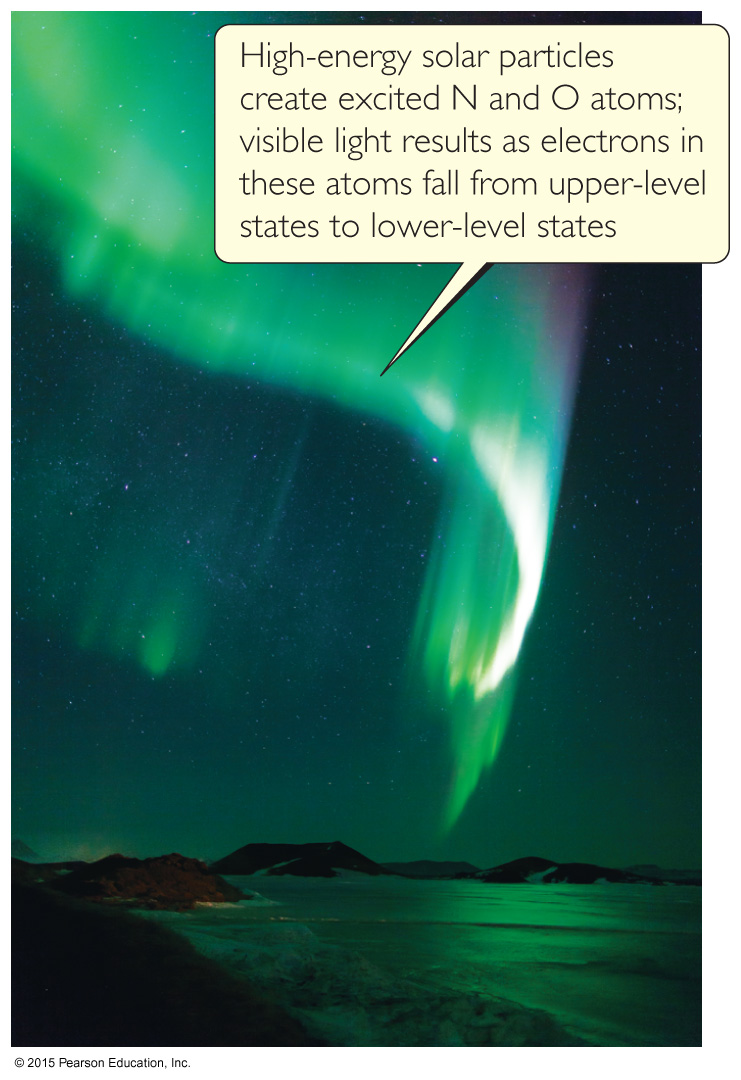 High-energy solar particles
create excited N and O atoms;
visible light results as electrons in
these atoms fall from upper-level
states to lower-level states
© 2015 Pearson Education, Inc.